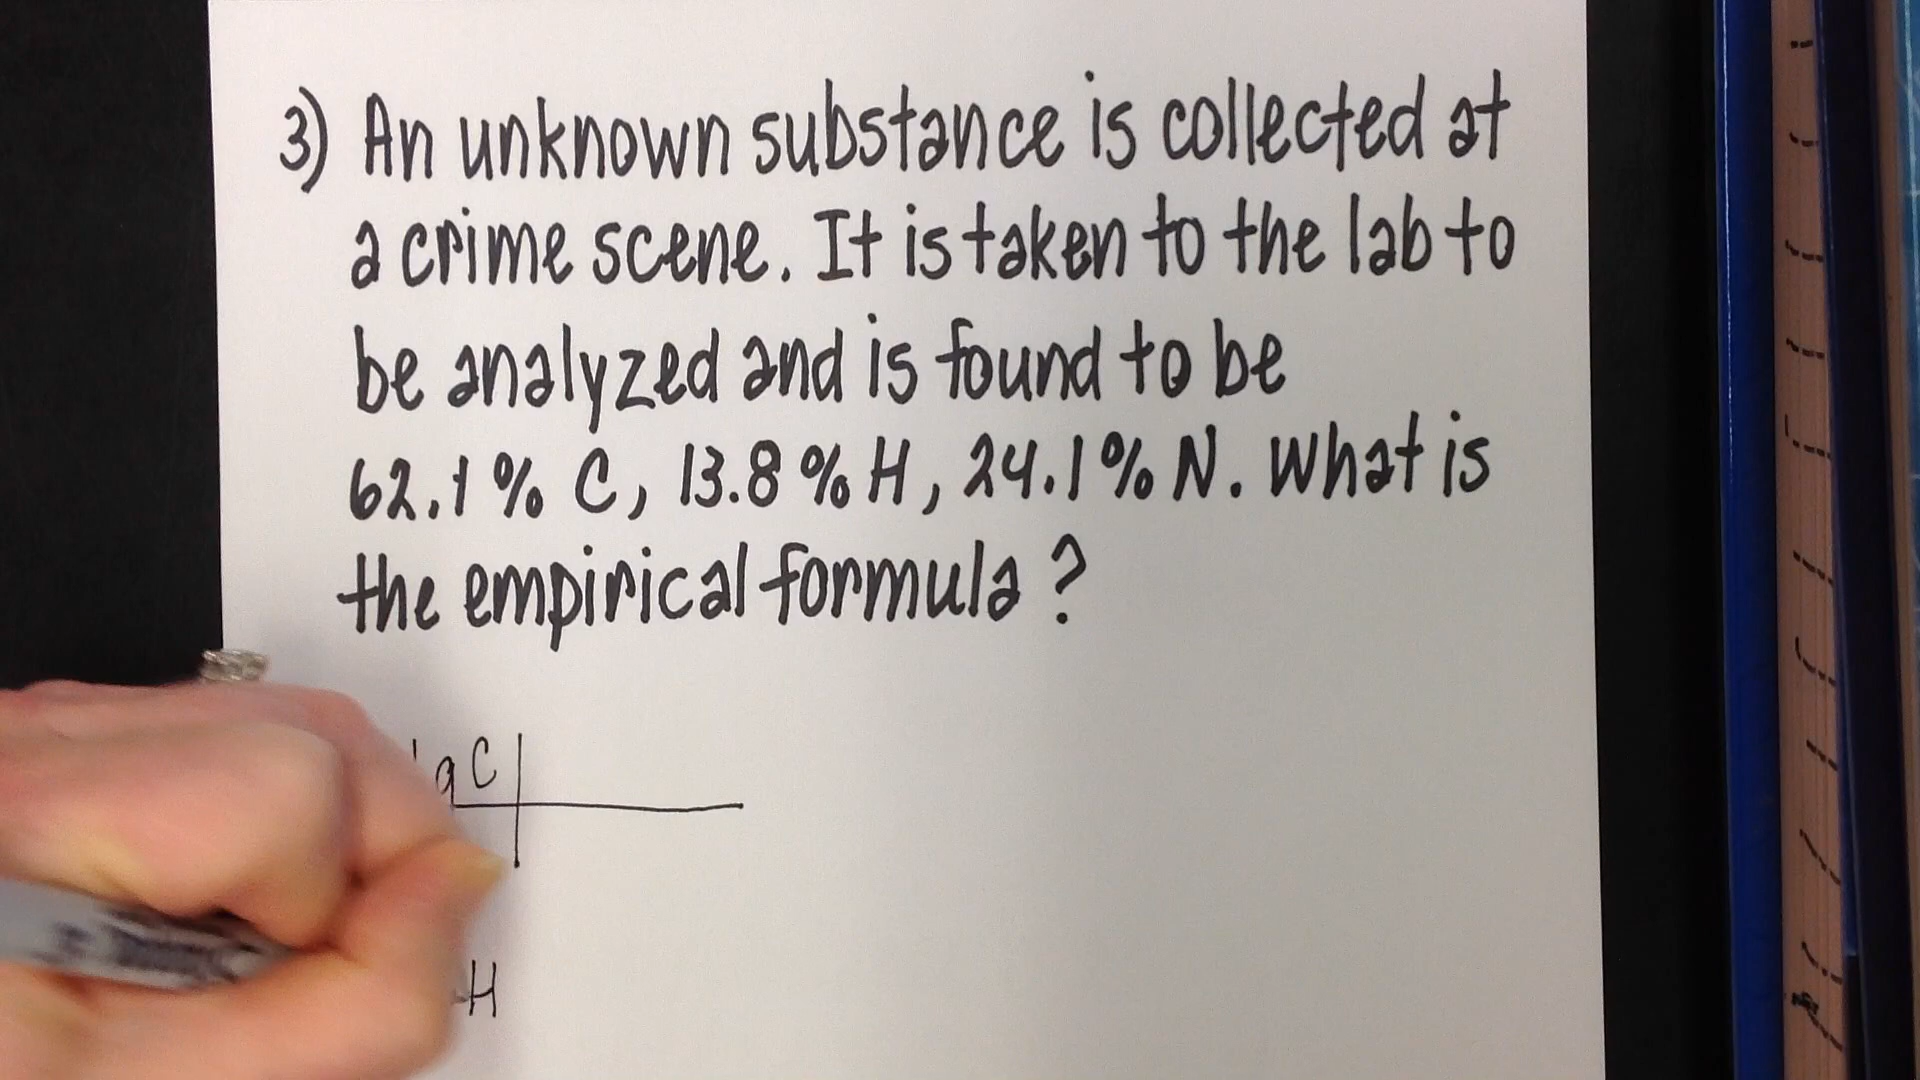 3) An unknown substance is collected at
a crime scene. It is taken to the lab to
be analyzed and is found to be
62.1% C, 13.8% H, 24.1% N. What is
the empirical formula?
g C
H